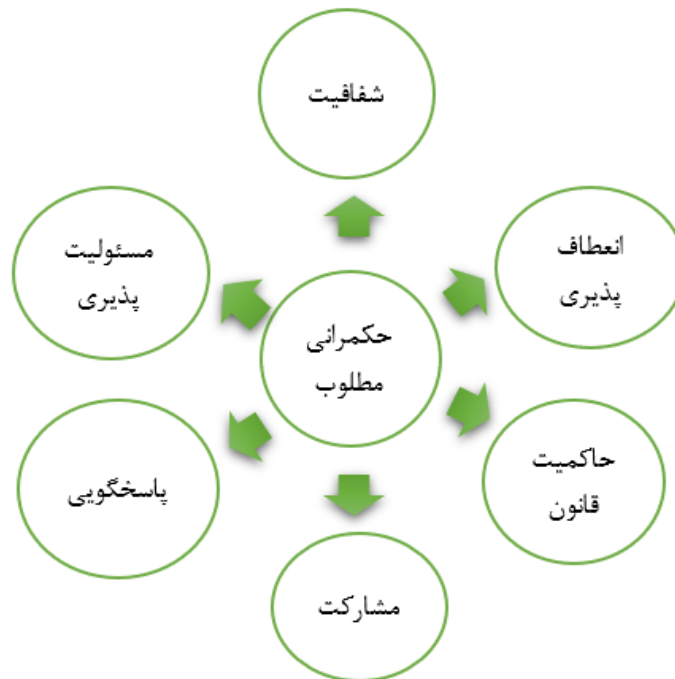 شفافیت
انعطاف
پذیری
مسئولیت
پذیری
حکمرانی
مطلوب
حاکمیت
قانون
پاسخگویی
مشارکت